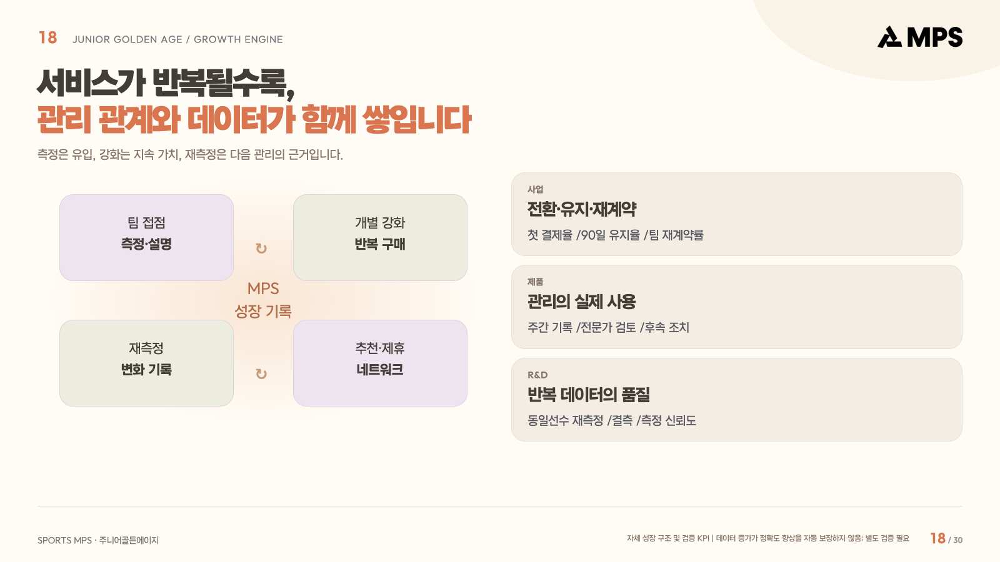 18 JUNIOR GOLDEN AGE / GROWTH ENGINE
MPS
서비스가 반복될수록,
관리 관계와 데이터가 함께 쌓입니다
측정은 유입, 강화는 지속 가치, 재측정은 다음 관리의 근거입니다.
팀 접점
측정·설명
개별 강화
반복 구매
↻
MPS
성장 기록
재측정
변화 기록
추천·제휴
네트워크
↻
사업
전환·유지·재계약
첫 결제율 /90일 유지율 /팀 재계약률
제품
관리의 실제 사용
주간 기록 /전문가 검토 /후속 조치
R&D
반복 데이터의 품질
동일선수 재측정 /결측 /측정 신뢰도
SPORTS MPS · 주니어골든에이지
자체 성장 구조 및 검증 KPI | 데이터 증가가 정확도 향상을 자동 보장하지 않음; 별도 검증 필요
18 / 30